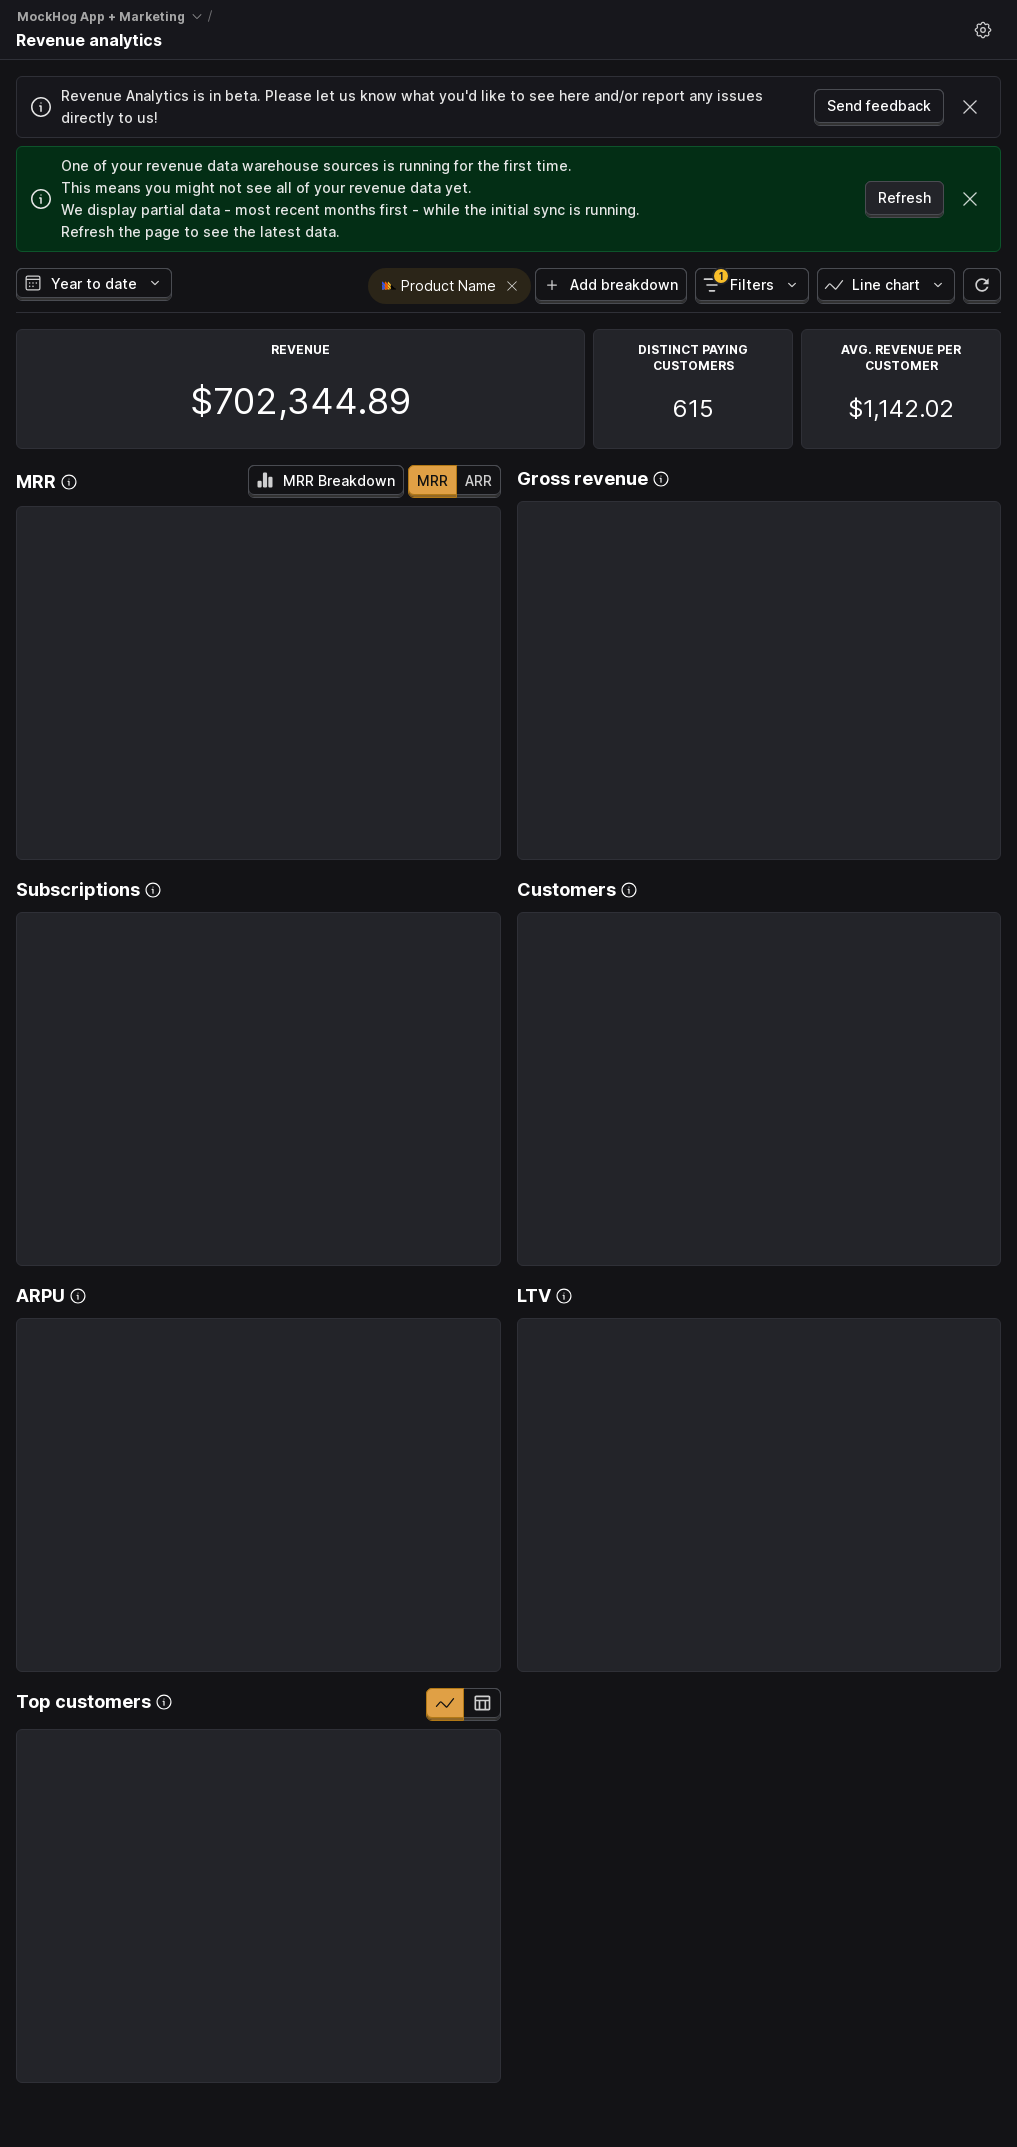 MockHog App + Marketing /
Revenue analytics
Revenue Analytics is in beta. Please let us know what you'd like to see here and/or report any issues
directly to us!
Send feedback
One of your revenue data warehouse sources is running for the first time.
This means you might not see all of your revenue data yet.
We display partial data - most recent months first - while the initial sync is running.
Refresh the page to see the latest data.
Refresh
Year to date
Product Name
Add breakdown
1
Filters
Line chart
REVENUE
$702,344.89
DISTINCT PAYING
CUSTOMERS
615
AVG. REVENUE PER
CUSTOMER
$1,142.02
MRR
MRR Breakdown
MRR
ARR
Gross revenue
Subscriptions
Customers
ARPU
LTV
Top customers